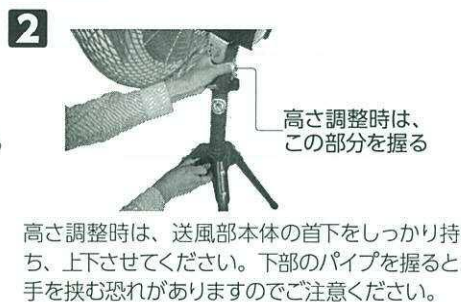 2
高さ調整時は、
この部分を握る
高さ調整時は、送風部本体の首下をしっかり持
ち、上下させてください。下部のパイプを握ると
手を挟む恐れがありますのでご注意ください。